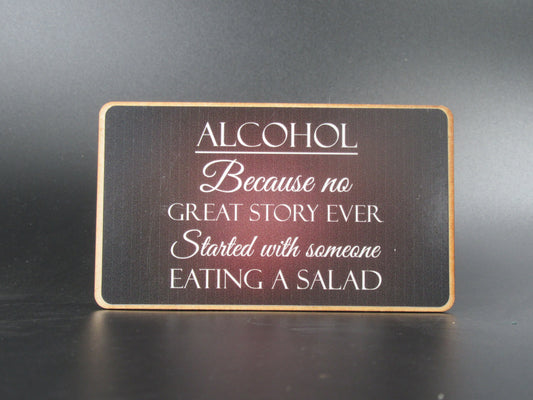 ALCOHOL
Because no
GREAT STORY EVER
Started with someone
EATING A SALAD